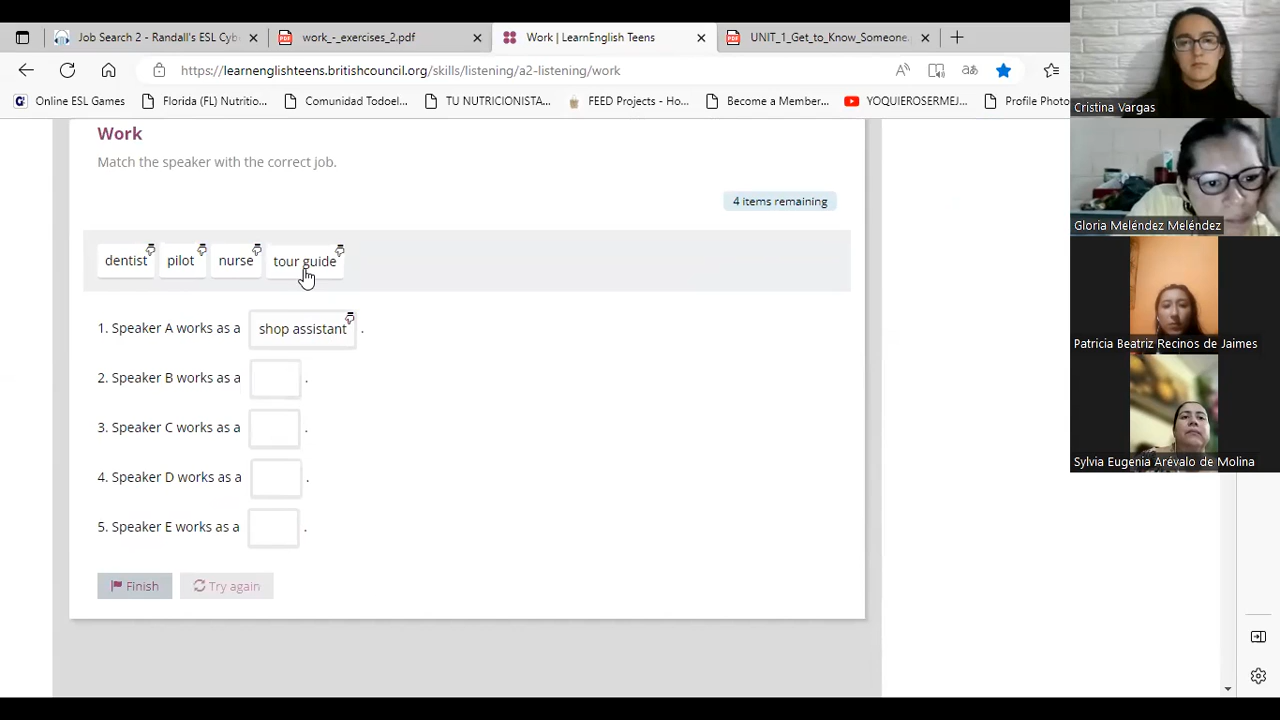 Job Search 2 - Randall's ESL Cyb
work_-_exercises_2.pdf
Work | LearnEnglish Teens
UNIT_1_Get_to_Know_Someone.
https://learnenglishteens.britishcouncil.org/skills/listening/a2-listening/work
Online ESL Games
Florida (FL) Nutritio...
Comunidad Todoel...
TU NUTRICIONISTA...
FEED Projects - Ho...
Become a Member...
YOQUIEROSERMEJ...
Profile Photo
Work
Match the speaker with the correct job.
4 items remaining
dentist
pilot
nurse
tour guide
1. Speaker A works as a shop assistant .
2. Speaker B works as a .
3. Speaker C works as a .
4. Speaker D works as a .
5. Speaker E works as a .
Finish
Try again
Cristina Vargas
Gloria Meléndez Meléndez
Patricia Beatriz Recinos de Jaimes
Sylvia Eugenia Arévalo de Molina